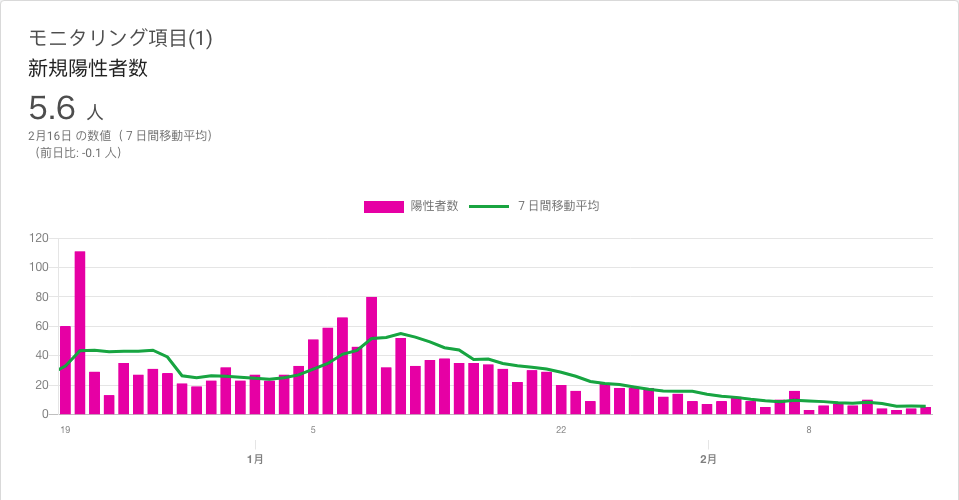 モニタリング項目(1)
新規陽性者数
5.6 人
2月16日 の数値（７日間移動平均）
（前日比: -0.1 人）
陽性者数
７日間移動平均
120
100
80
60
40
20
0
19
5
22
8
1月
2月